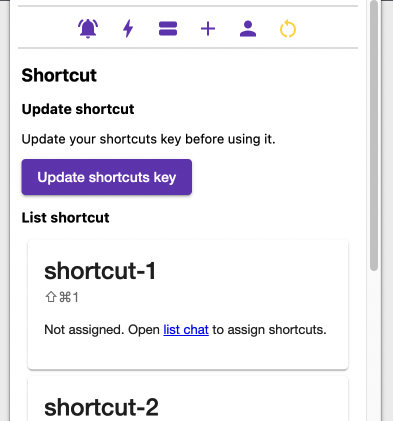 Shortcut
Update shortcut
Update your shortcuts key before using it.
Update shortcuts key
List shortcut
shortcut-1
⇧⌘1
Not assigned. Open list chat to assign shortcuts.
shortcut-2